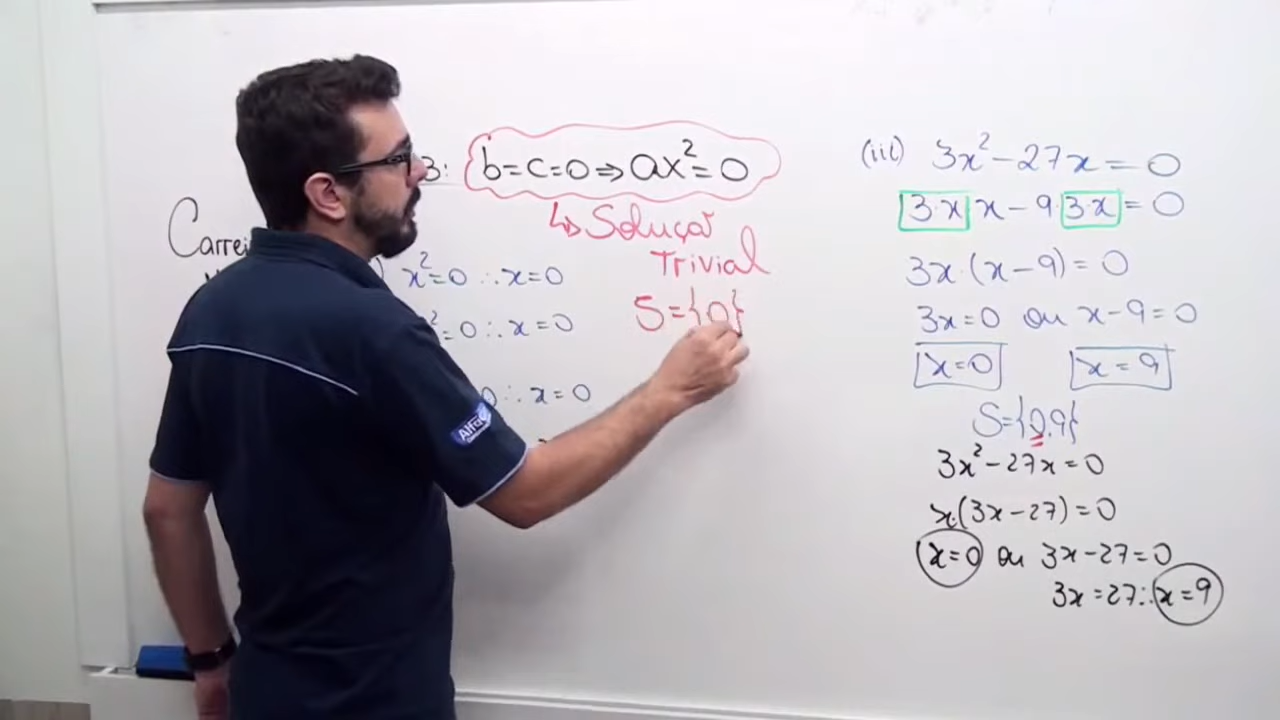 3: b=c=0⇒ax²=0
↳ Solução
Trivial
S={0}
Carrei
x²=0 ∴ x=0
²=0 ∴ x=0
0 ∴ x=0
Alfa
(iii) 3x²-27x=0
3·x·x-9·3·x=0
3x·(x-9)=0
3x=0 ou x-9=0
x=0 x=9
S={0,9}
3x²-27x=0
x(3x-27)=0
x=0 ou 3x-27=0
3x=27∴x=9